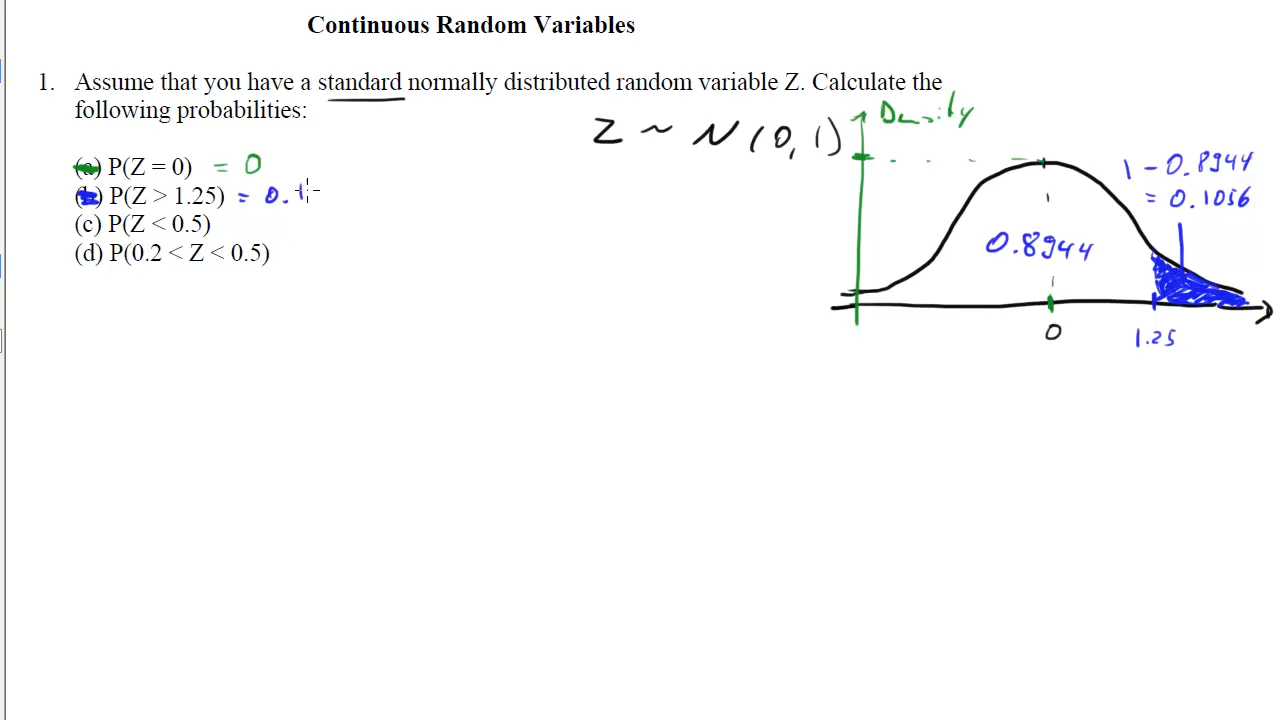 Continuous Random Variables
1. Assume that you have a standard normally distributed random variable Z. Calculate the
following probabilities:
Z ~ N (0, 1)
Density
(a) P(Z = 0) = 0
(b) P(Z > 1.25) = 0.1
(c) P(Z < 0.5)
(d) P(0.2 < Z < 0.5)
1 - 0.8944
= 0.1056
0.8944
0
1.25